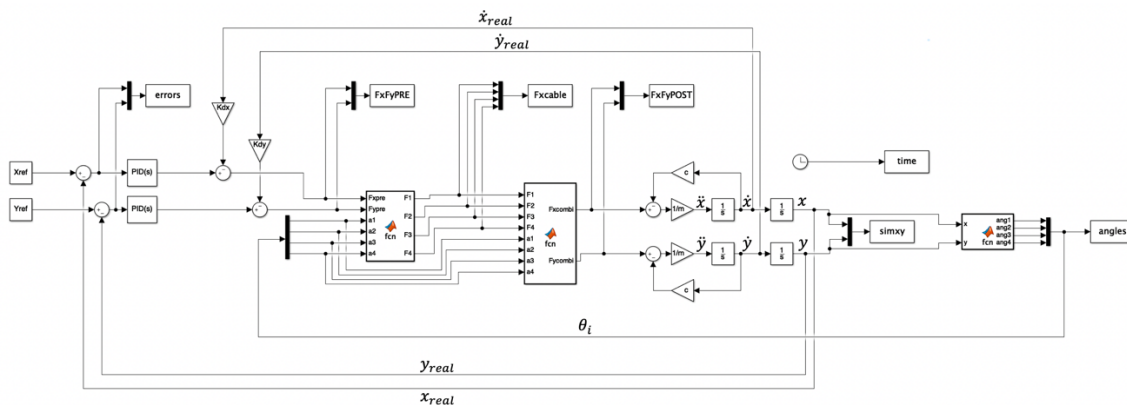 ẋ_real
ẏ_real
errors
FxFyPRE
Fxcable
FxFyPOST
Kdx
Kdy
time
Xref
PID(s)
Yref
PID(s)
Fxpre
Fypre
a1
a2
a3
a4
F1
F2
F3
F4
fcn
F1
F2
F3
F4
a1
a2
a3
a4
Fxcombi
Fycombi
fcn
c
1/m
ẍ
1/s
ẋ
1/s
x
1/m
ÿ
1/s
ẏ
1/s
y
c
simxy
x
y
ang1
ang2
ang3
ang4
fcn
angles
θ_i
y_real
x_real